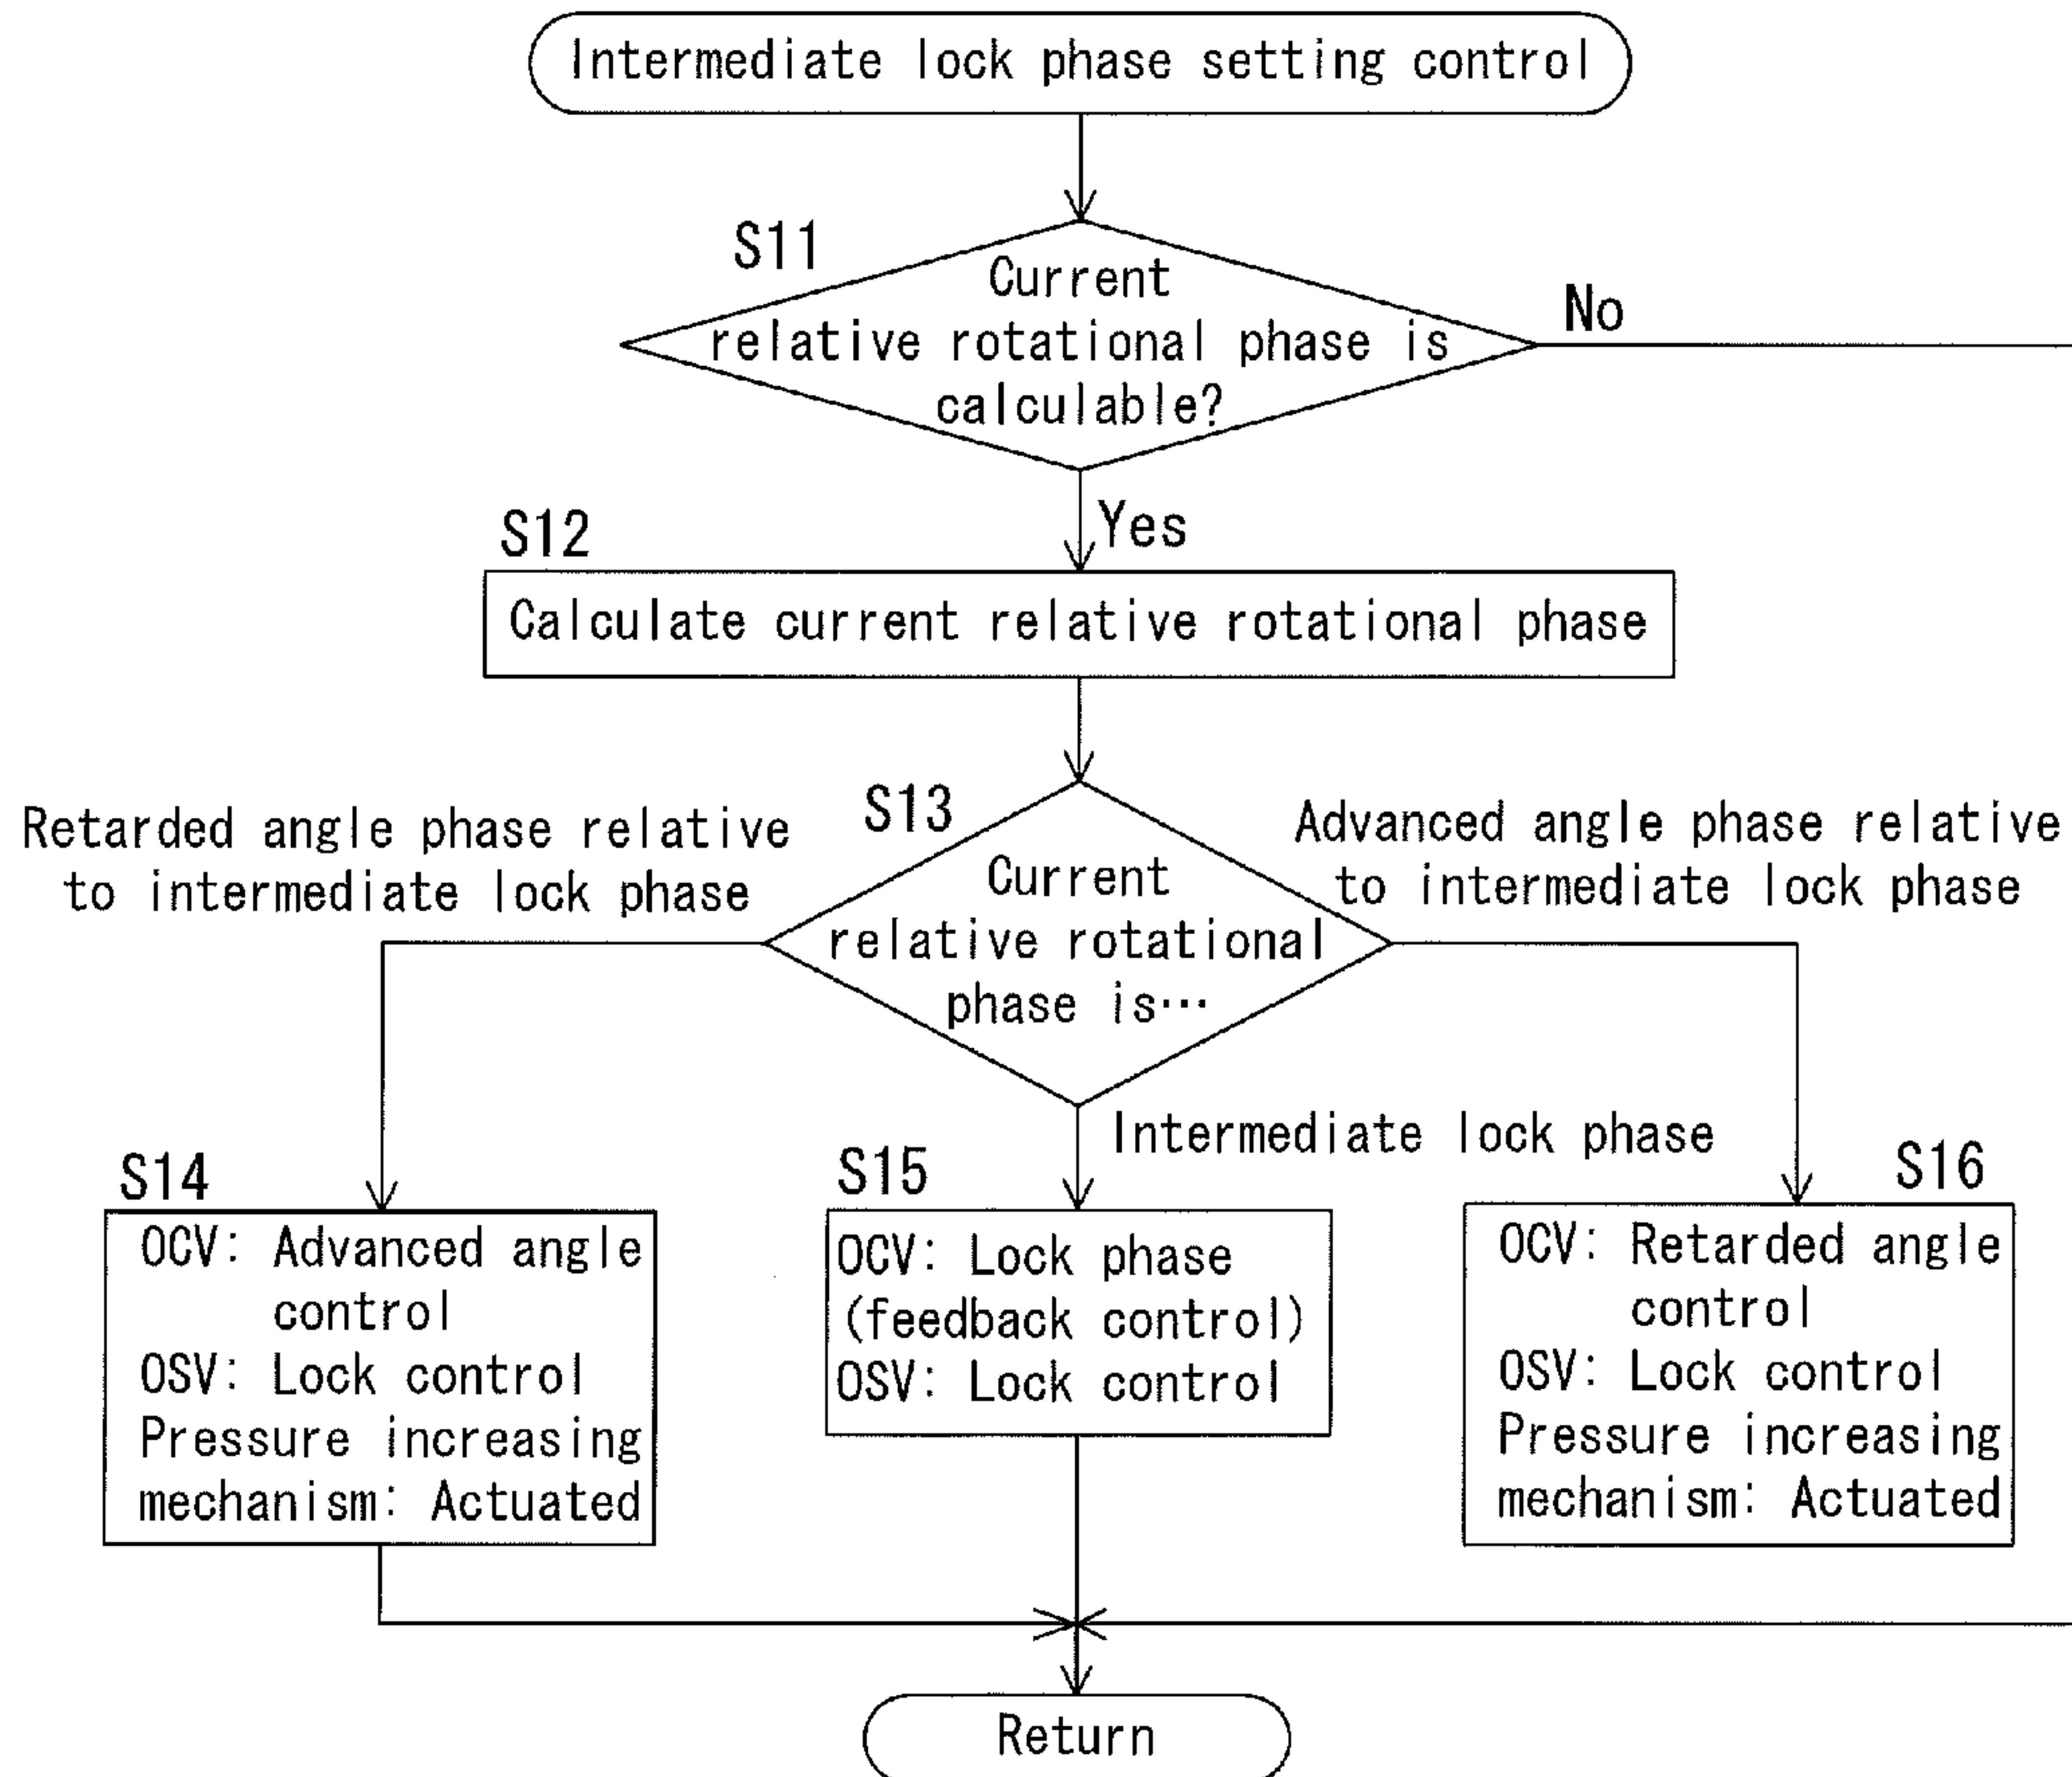 Intermediate lock phase setting control
S11
Current
relative rotational phase is
calculable?
No
Yes
S12
Calculate current relative rotational phase
S13
Retarded angle phase relative
to intermediate lock phase
Current
relative rotational
phase is…
Advanced angle phase relative
to intermediate lock phase
Intermediate lock phase
S14
OCV: Advanced angle
control
OSV: Lock control
Pressure increasing
mechanism: Actuated
S15
OCV: Lock phase
(feedback control)
OSV: Lock control
S16
OCV: Retarded angle
control
OSV: Lock control
Pressure increasing
mechanism: Actuated
Return